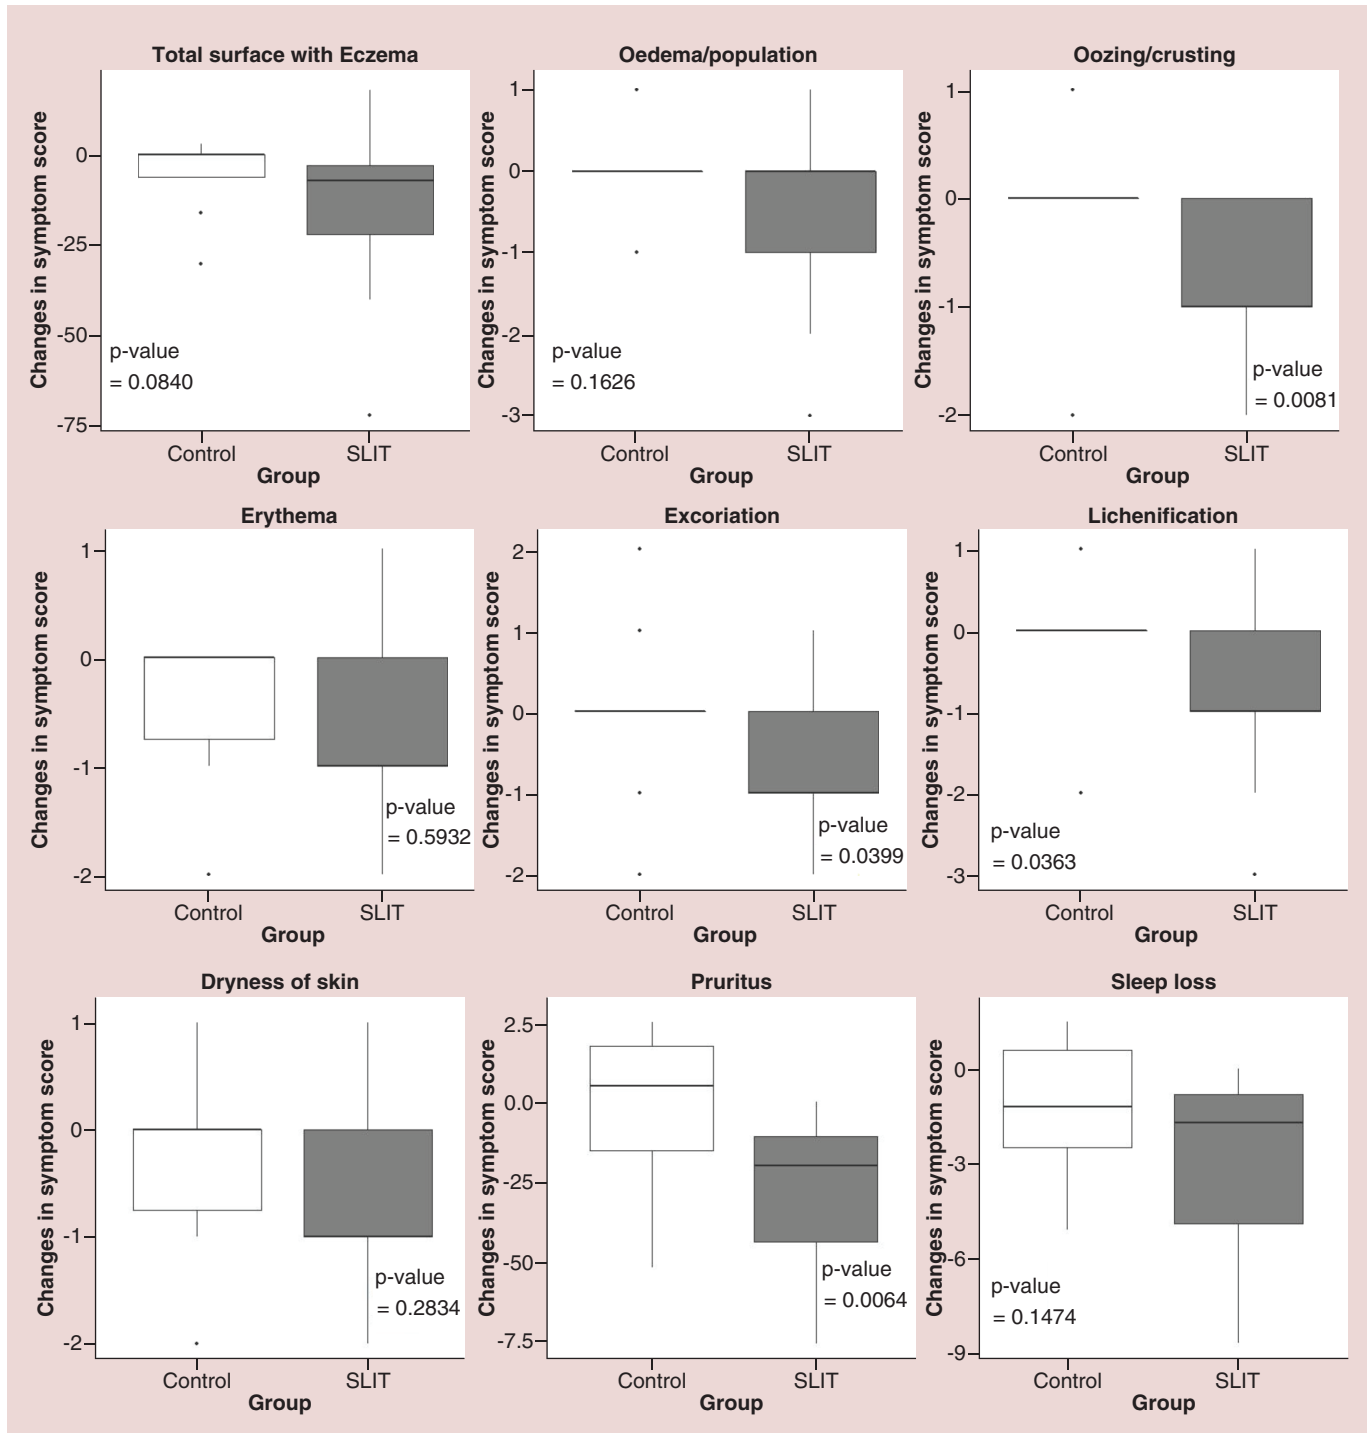 Total surface with Eczema
Changes in symptom score
0
-25
-50
-75
p-value
= 0.0840
Control
SLIT
Group
Oedema/population
Changes in symptom score
1
0
-1
-2
-3
p-value
= 0.1626
Control
SLIT
Group
Oozing/crusting
Changes in symptom score
1
0
-1
-2
p-value
= 0.0081
Control
SLIT
Group
Erythema
Changes in symptom score
1
0
-1
-2
p-value
= 0.5932
Control
SLIT
Group
Excoriation
Changes in symptom score
2
1
0
-1
-2
p-value
= 0.0399
Control
SLIT
Group
Lichenification
Changes in symptom score
1
0
-1
-2
-3
p-value
= 0.0363
Control
SLIT
Group
Dryness of skin
Changes in symptom score
1
0
-1
-2
p-value
= 0.2834
Control
SLIT
Group
Pruritus
Changes in symptom score
2.5
0.0
-25
-50
-7.5
p-value
= 0.0064
Control
SLIT
Group
Sleep loss
Changes in symptom score
0
-3
-6
-9
p-value
= 0.1474
Control
SLIT
Group